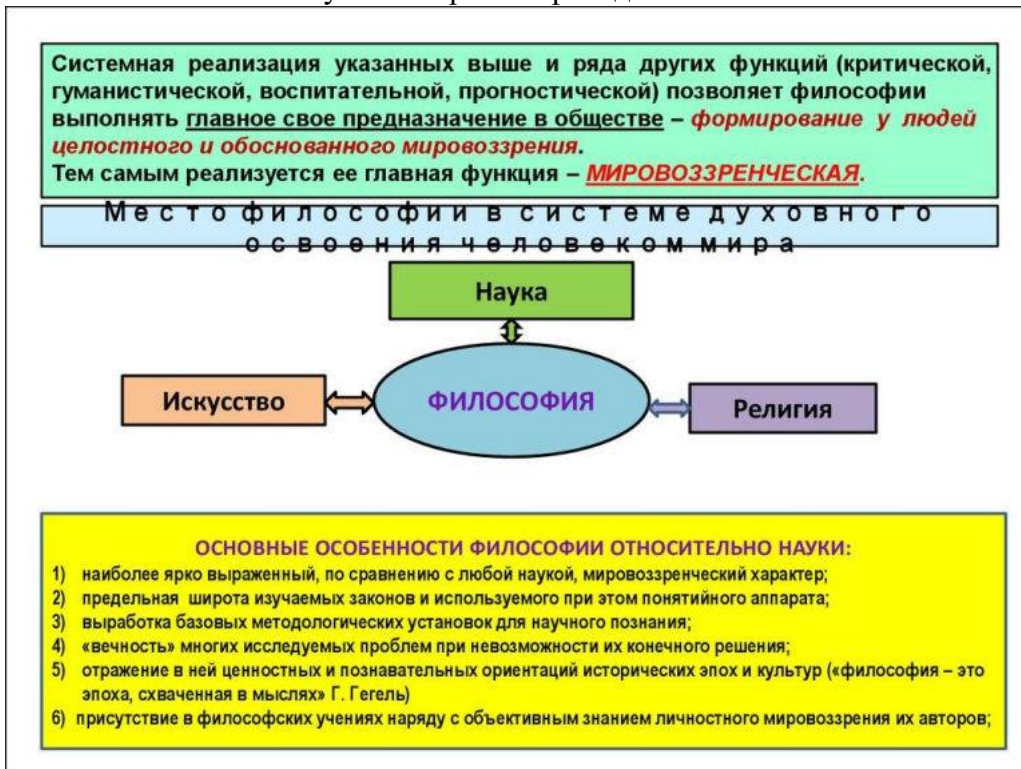 Системная реализация указанных выше и ряда других функций (критической,
гуманистической, воспитательной, прогностической) позволяет философии
выполнять главное свое предназначение в обществе – формирование у людей
целостного и обоснованного мировоззрения.
Тем самым реализуется ее главная функция – МИРОВОЗЗРЕНЧЕСКАЯ.
Место философии в системе духовного
освоения человеком мира
Наука
Искусство
ФИЛОСОФИЯ
Религия
ОСНОВНЫЕ ОСОБЕННОСТИ ФИЛОСОФИИ ОТНОСИТЕЛЬНО НАУКИ:
1) наиболее ярко выраженный, по сравнению с любой наукой, мировоззренческий характер;
2) предельная широта изучаемых законов и используемого при этом понятийного аппарата;
3) выработка базовых методологических установок для научного познания;
4) «вечность» многих исследуемых проблем при невозможности их конечного решения;
5) отражение в ней ценностных и познавательных ориентаций исторических эпох и культур («философия – это
эпоха, схваченная в мыслях» Г. Гегель)
6) присутствие в философских учениях наряду с объективным знанием личностного мировоззрения их авторов;